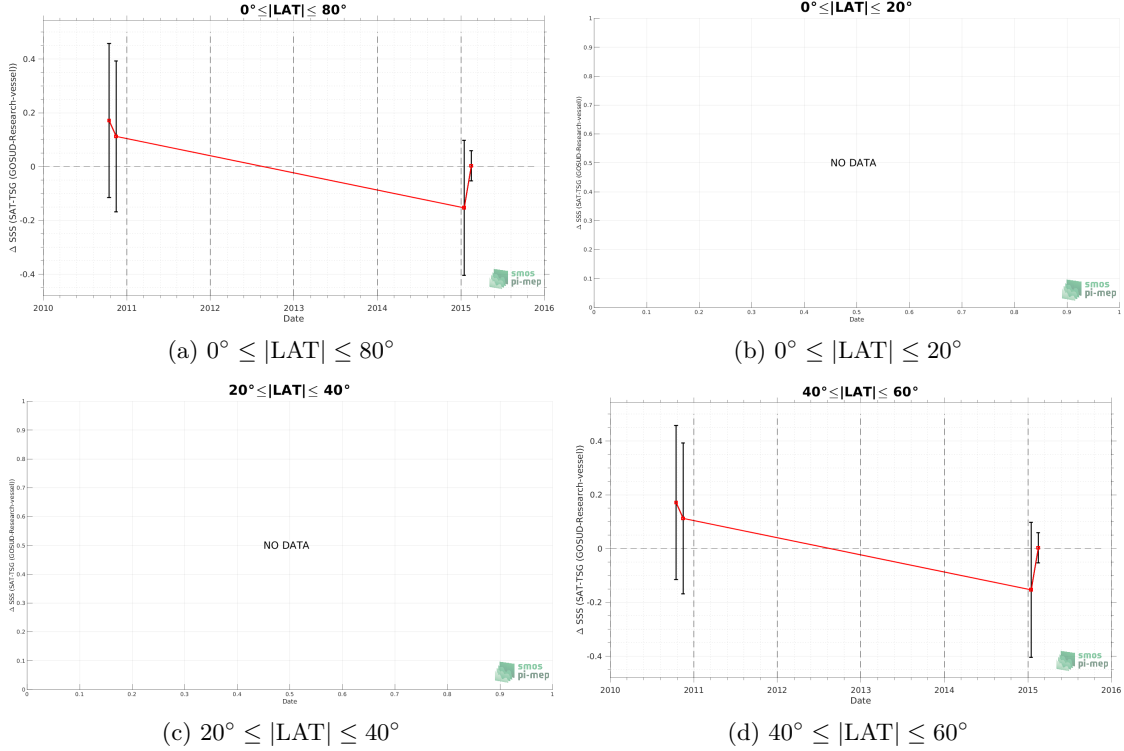 0°≤|LAT|≤ 80°
Δ SSS (SAT-TSG (GOSUD-Research-vessel))
0.4
0.2
0
-0.2
-0.4
2010 2011 2012 2013 2014 2015 2016
Date
smos
pi-mep
(a) 0° ≤ |LAT| ≤ 80°
0°≤|LAT|≤ 20°
Δ SSS (SAT-TSG (GOSUD-Research-vessel))
1
0.9
0.8
0.7
0.6
0.5
0.4
0.3
0.2
0.1
0
NO DATA
0 0.1 0.2 0.3 0.4 0.5 0.6 0.7 0.8 0.9 1
Date
smos
pi-mep
(b) 0° ≤ |LAT| ≤ 20°
20°≤|LAT|≤ 40°
Δ SSS (SAT-TSG (GOSUD-Research-vessel))
1
0.9
0.8
0.7
0.6
0.5
0.4
0.3
0.2
0.1
0
NO DATA
0 0.1 0.2 0.3 0.4 0.5 0.6 0.7 0.8 0.9 1
Date
smos
pi-mep
(c) 20° ≤ |LAT| ≤ 40°
40°≤|LAT|≤ 60°
Δ SSS (SAT-TSG (GOSUD-Research-vessel))
0.4
0.2
0
-0.2
-0.4
2010 2011 2012 2013 2014 2015 2016
Date
smos
pi-mep
(d) 40° ≤ |LAT| ≤ 60°